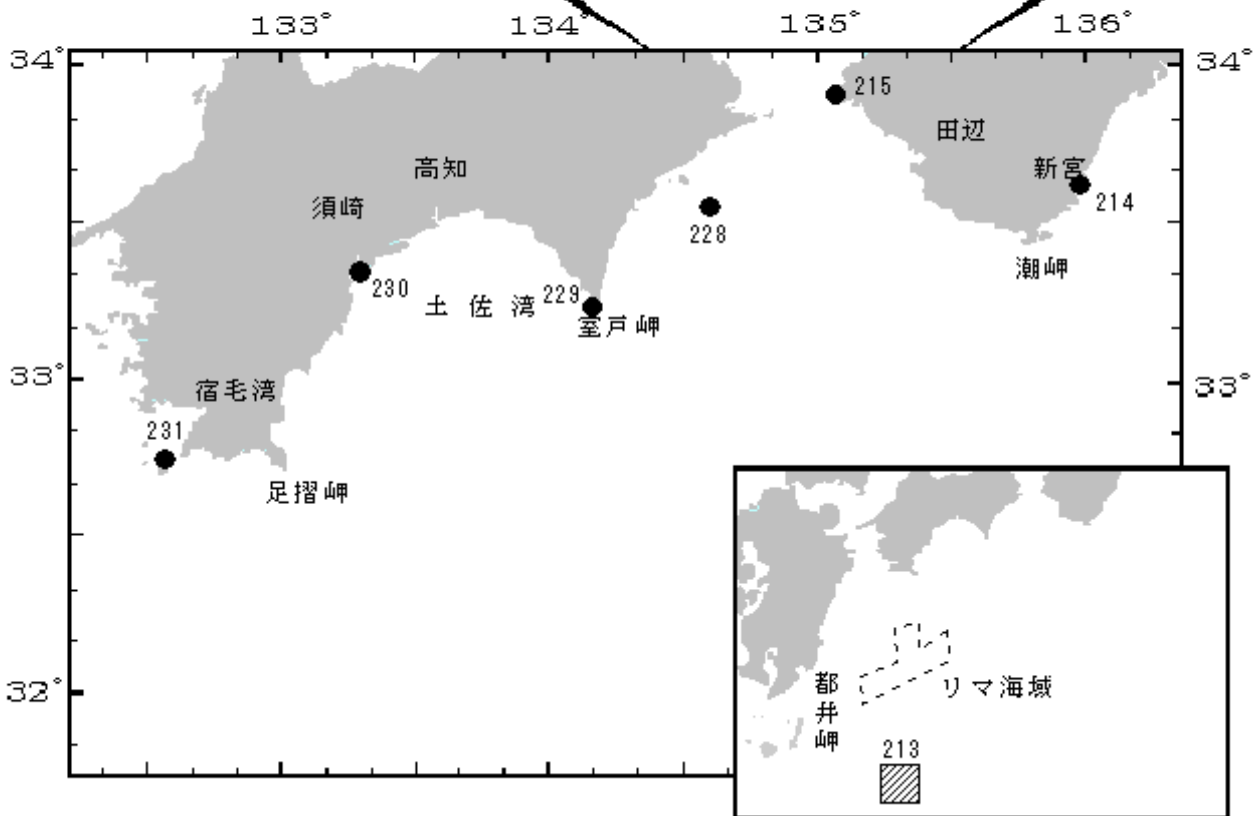 133° 134° 135° 136°
34° 34°
215
田辺
高知 新宮
214
須崎
228
潮岬
230 土佐湾 229
室戸岬
33° 33°
宿毛湾
231
足摺岬
32°
都井岬
リマ海域
213